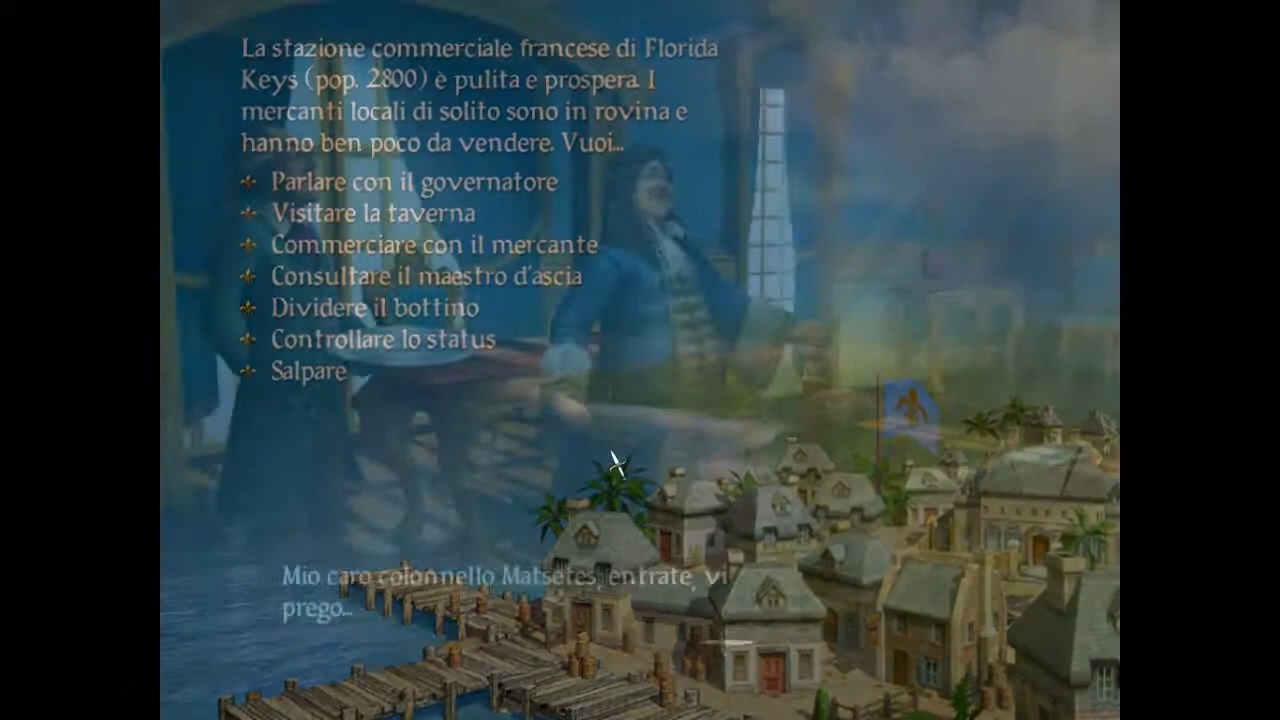 La stazione commerciale francese di Florida
Keys (pop. 2800) è pulita e prospera. I
mercanti locali di solito sono in rovina e
hanno ben poco da vendere. Vuoi...
Parlare con il governatore
Visitare la taverna
Commerciare con il mercante
Consultare il maestro d'ascia
Dividere il bottino
Controllare lo status
Salpare
Mio caro colonnello Matsetes, entrate, vi
prego...